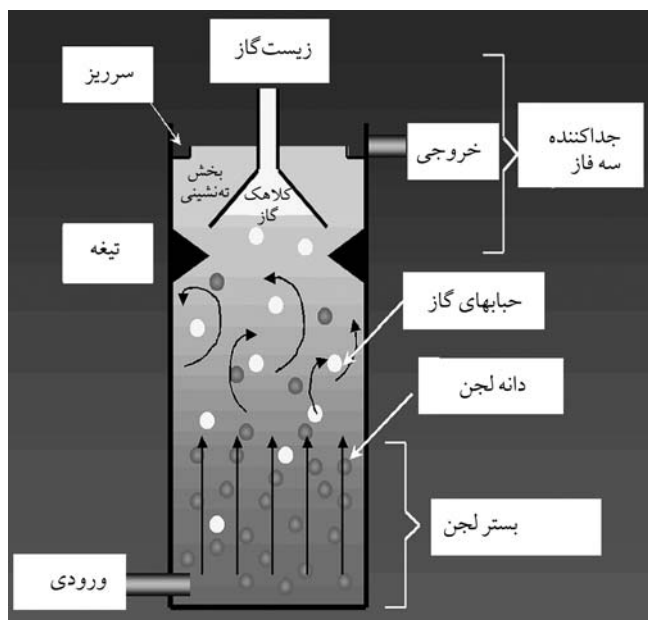 زیست‌گاز
سرریز
جداکننده
سه فاز
خروجی
بخش
ته‌نشینی
کلاهک
گاز
تیغه
حبابهای گاز
دانه لجن
بستر لجن
ورودی